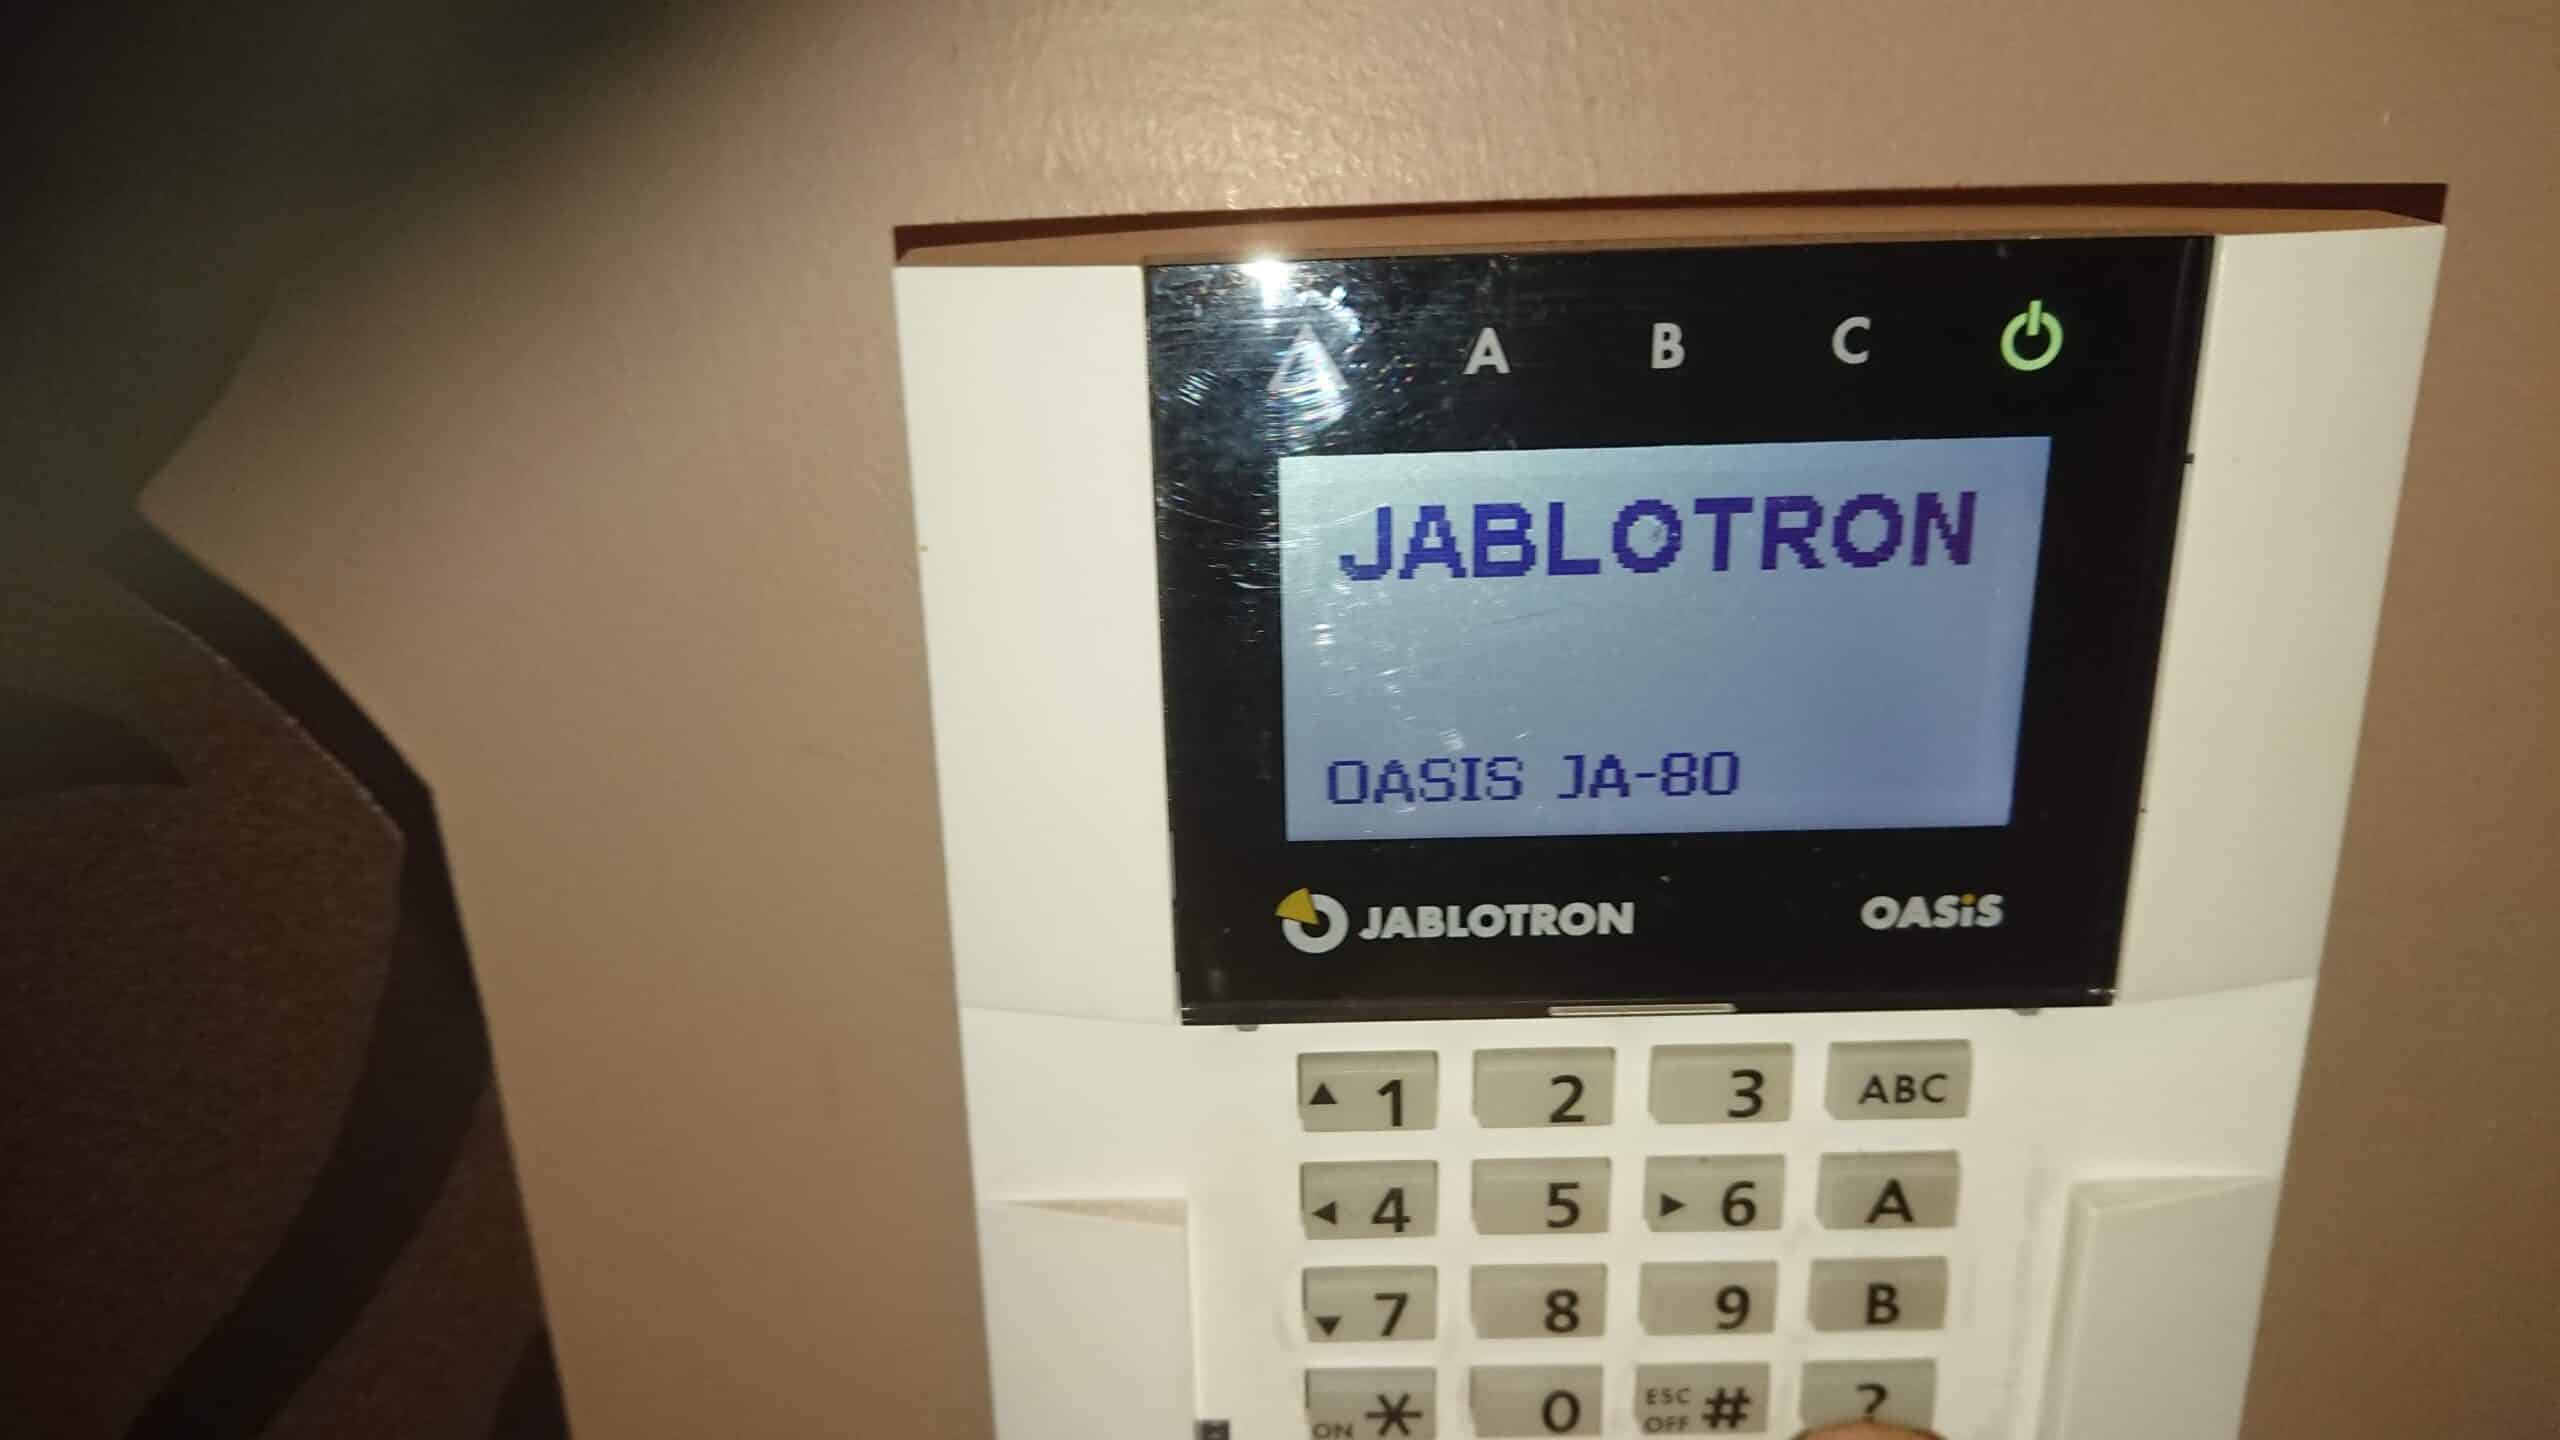 A B C
JABLOTRON
OASIS JA-80
JABLOTRON OASiS
▲ 1 2 3 ABC
◀ 4 5 ▶ 6 A
▼ 7 8 9 B
ON * 0 ESC OFF # ?